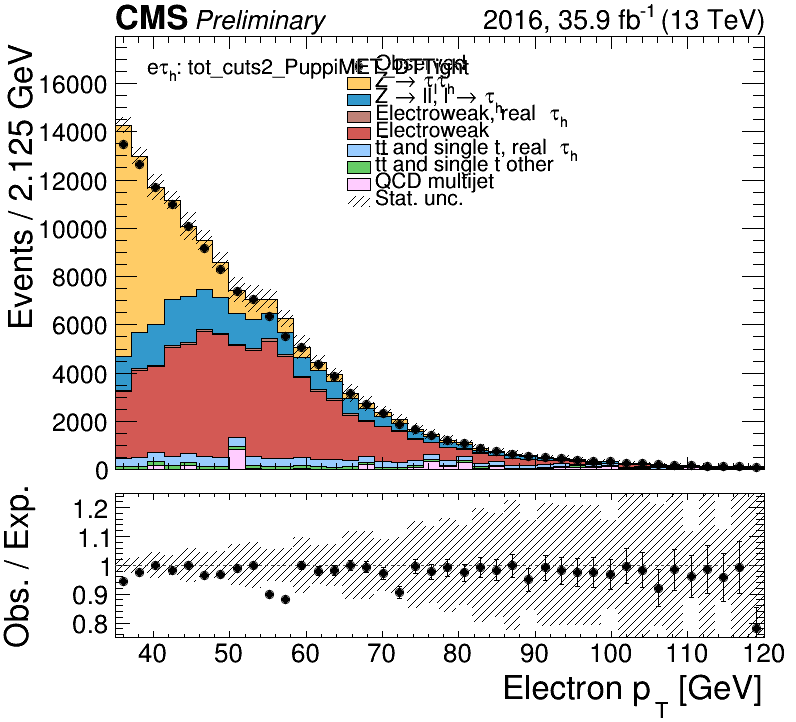 CMS Preliminary 2016, 35.9 fb⁻¹ (13 TeV)
Events / 2.125 GeV
16000
14000
12000
10000
8000
6000
4000
2000
0
eτh: tot_cuts2_PuppiMET_DTTight
Observed
Z → τlτh
Z → ll, l → τh
Electroweak, real τh
Electroweak
tt and single t, real τh
tt and single t other
QCD multijet
Stat. unc.
Obs. / Exp.
1.2
1.1
1
0.9
0.8
40 50 60 70 80 90 100 110 120
Electron pT [GeV]